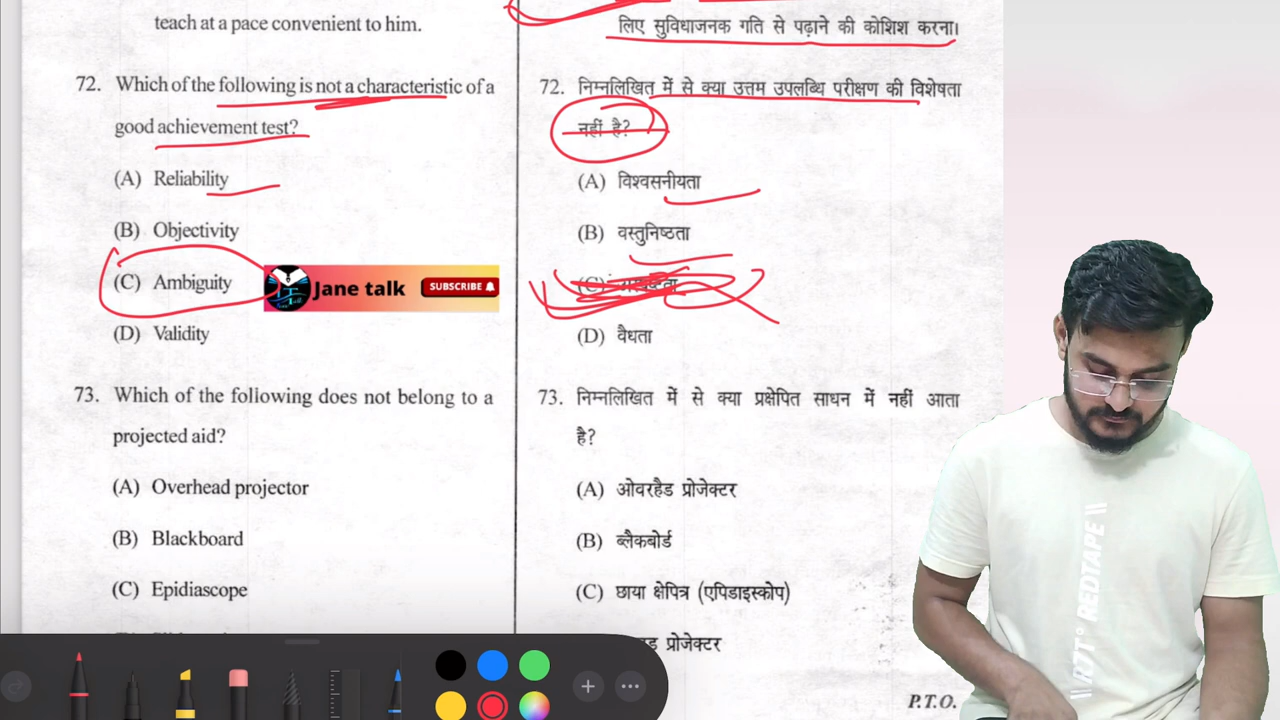 teach at a pace convenient to him.
72. Which of the following is not a characteristic of a
good achievement test?
(A) Reliability
(B) Objectivity
(C) Ambiguity
(D) Validity
73. Which of the following does not belong to a
projected aid?
(A) Overhead projector
(B) Blackboard
(C) Epidiascope
लिए सुविधाजनक गति से पढ़ाने की कोशिश करना।
72. निम्नलिखित में से क्या उत्तम उपलब्धि परीक्षण की विशेषता
नहीं है?
(A) विश्वसनीयता
(B) वस्तुनिष्ठता
(C)
(D) वैधता
73. निम्नलिखित में से क्या प्रक्षेपित साधन में नहीं आता
है?
(A) ओवरहैड प्रोजेक्टर
(B) ब्लैकबोर्ड
(C) छाया क्षेपित्र (एपिडाइस्कोप)
प्रोजेक्टर
P.T.O.
Jane talk
SUBSCRIBE
\\ RUT° REDTAPE \\